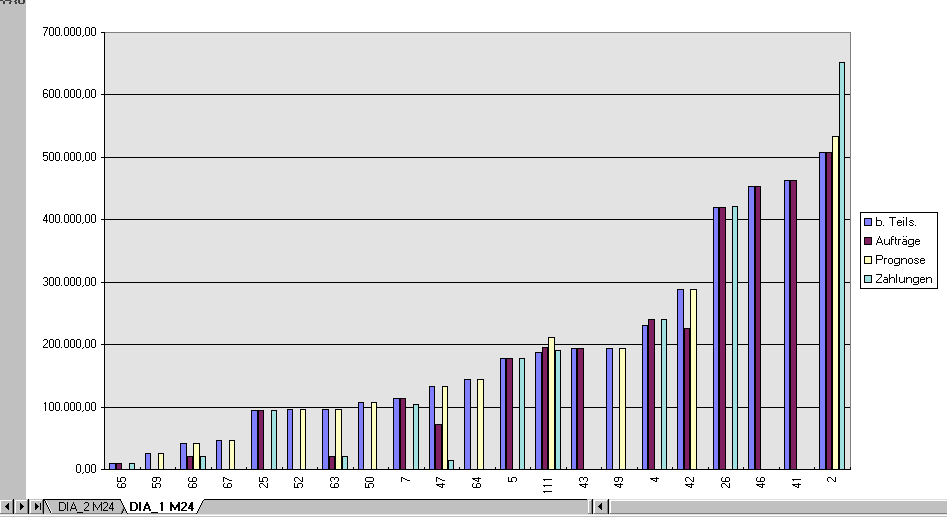 700.000,00
600.000,00
500.000,00
400.000,00
300.000,00
200.000,00
100.000,00
0,00
65 59 66 67 25 52 63 50 7 47 64 5 111 43 49 4 42 26 46 41 2
b. Teils.
Aufträge
Prognose
Zahlungen
DIA_2 M24 DIA_1 M24